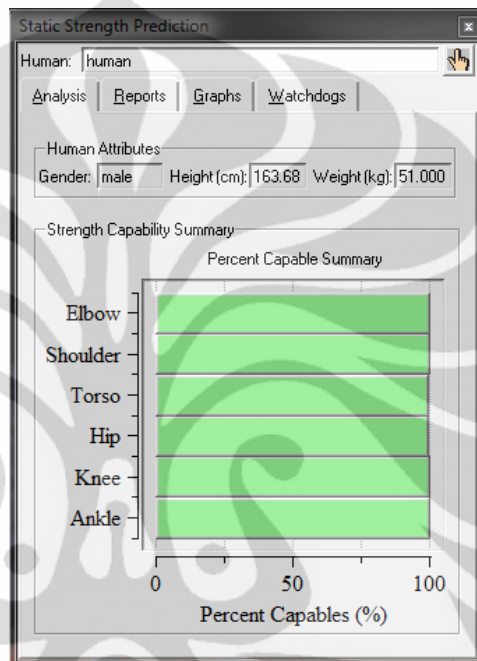 Static Strength Prediction
Human: human
Analysis Reports Graphs Watchdogs
Human Attributes
Gender: male Height (cm): 163.68 Weight (kg): 51.000
Strength Capability Summary
Percent Capable Summary
Elbow
Shoulder
Torso
Hip
Knee
Ankle
0 50 100
Percent Capables (%)